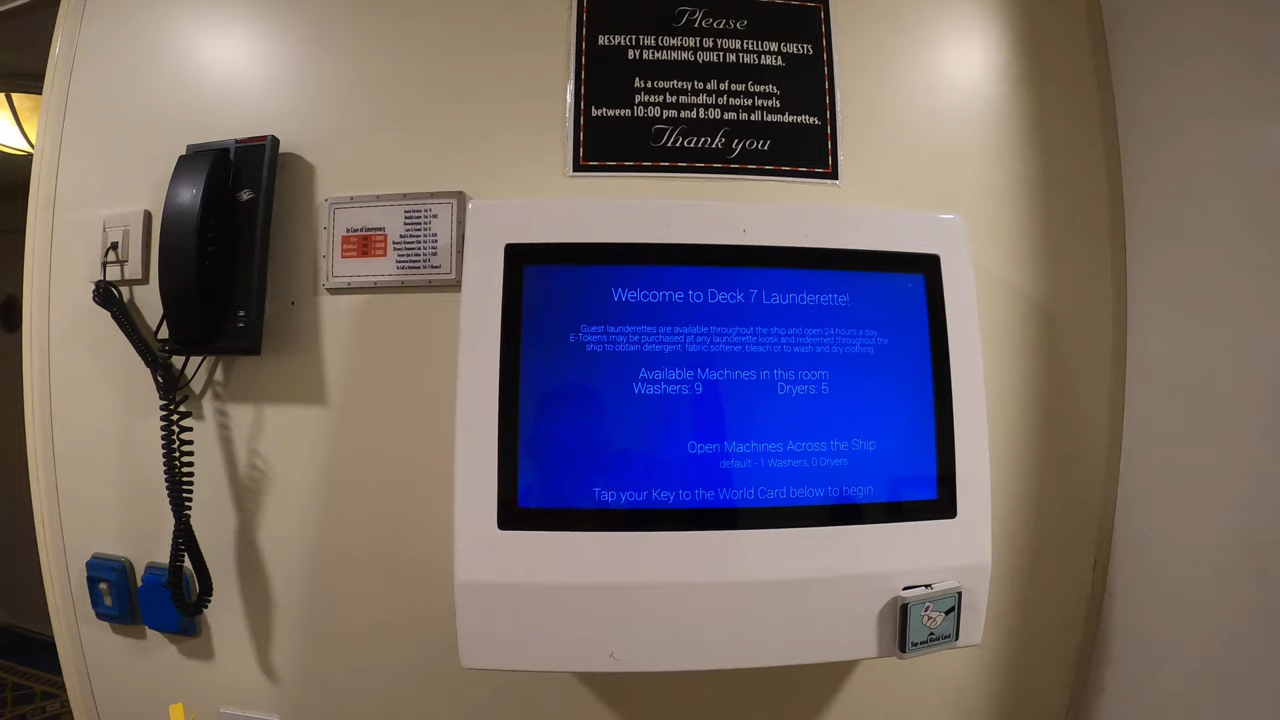 Please
RESPECT THE COMFORT OF YOUR FELLOW GUESTS
BY REMAINING QUIET IN THIS AREA.
As a courtesy to all of our Guests,
please be mindful of noise levels
between 10:00 pm and 8:00 am in all launderettes.
Thank you
In Case of Emergency
Welcome to Deck 7 Launderette!
Guest launderettes are available throughout the ship and open 24 hours a day.
E-Tokens may be purchased at any launderette kiosk and redeemed throughout the
ship to obtain detergent, fabric softener, bleach or to wash and dry clothing.
Available Machines in this room
Washers: 9 Dryers: 5
Open Machines Across the Ship
default - 1 Washers, 0 Dryers
Tap your Key to the World Card below to begin
Tap and Hold Card